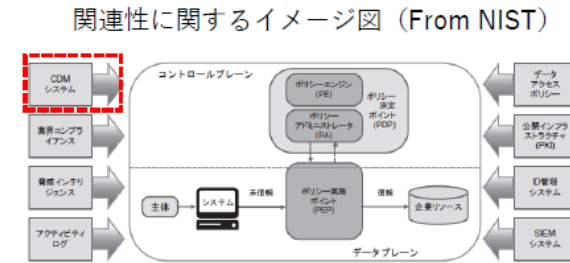 関連性に関するイメージ図（From NIST）
CDM
システム
業界コンプラ
イアンス
脅威インテリ
ジェンス
アクティビティ
ログ
コントロールプレーン
ポリシーエンジン
(PE)
ポリシー
アドミニストレータ
(PA)
ポリシー
決定
ポイント
(PDP)
主体
システム
未信頼
ポリシー実施
ポイント
(PEP)
信頼
企業リソース
データプレーン
データ
アクセス
ポリシー
公開インフラ
ストラクチャ
(PKI)
ID管理
システム
SIEM
システム